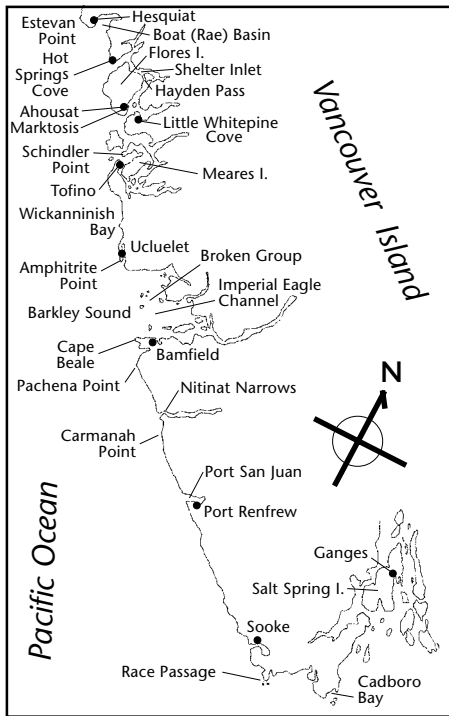 Hesquiat
Estevan
Point
Boat (Rae) Basin
Flores I.
Hot
Springs
Cove
Shelter Inlet
Hayden Pass
Ahousat
Marktosis
Little Whitepine
Cove
Schindler
Point
Meares I.
Tofino
Wickanninish
Bay
Ucluelet
Broken Group
Amphitrite
Point
Imperial Eagle
Channel
Barkley Sound
Cape
Beale
Bamfield
Pachena Point
Nitinat Narrows
Carmanah
Point
Port San Juan
Port Renfrew
Ganges
Salt Spring I.
Sooke
Race Passage
Cadboro
Bay
Vancouver Island
N
Pacific Ocean